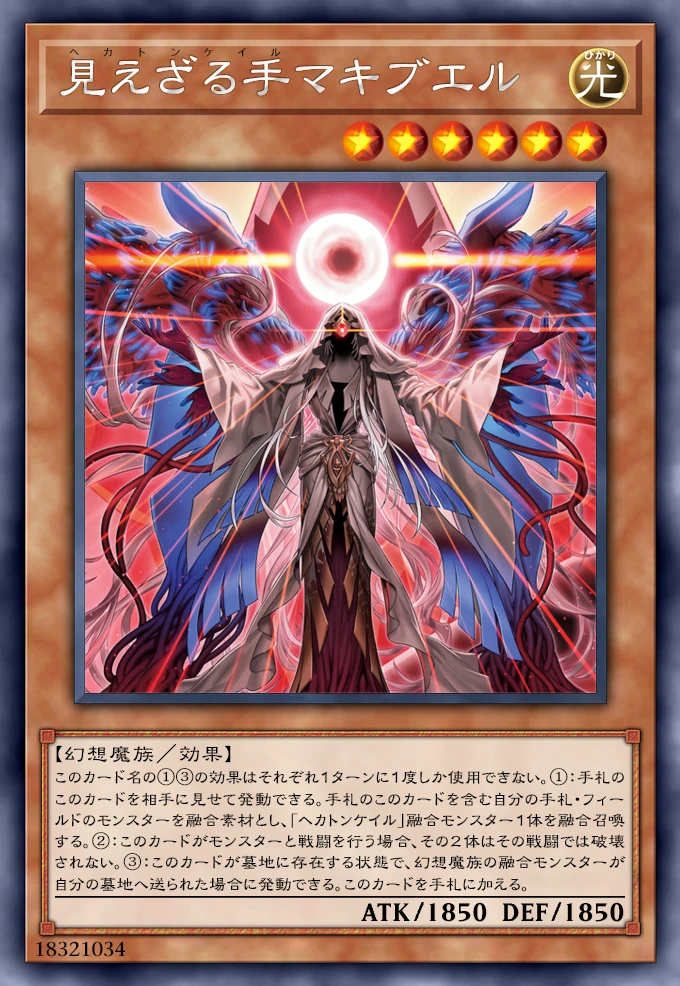 ヘカトンケイル
見えざる手マキブエル
ひかり
光
【幻想魔族／効果】
このカード名の①③の効果はそれぞれ1ターンに1度しか使用できない。①：手札の
このカードを相手に見せて発動できる。手札のこのカードを含む自分の手札・フィー
ルドのモンスターを融合素材とし、「ヘカトンケイル」融合モンスター1体を融合召喚
する。②：このカードがモンスターと戦闘を行う場合、その2体はその戦闘では破壊
されない。③：このカードが墓地に存在する状態で、幻想魔族の融合モンスターが
自分の墓地へ送られた場合に発動できる。このカードを手札に加える。
ATK/1850 DEF/1850
18321034